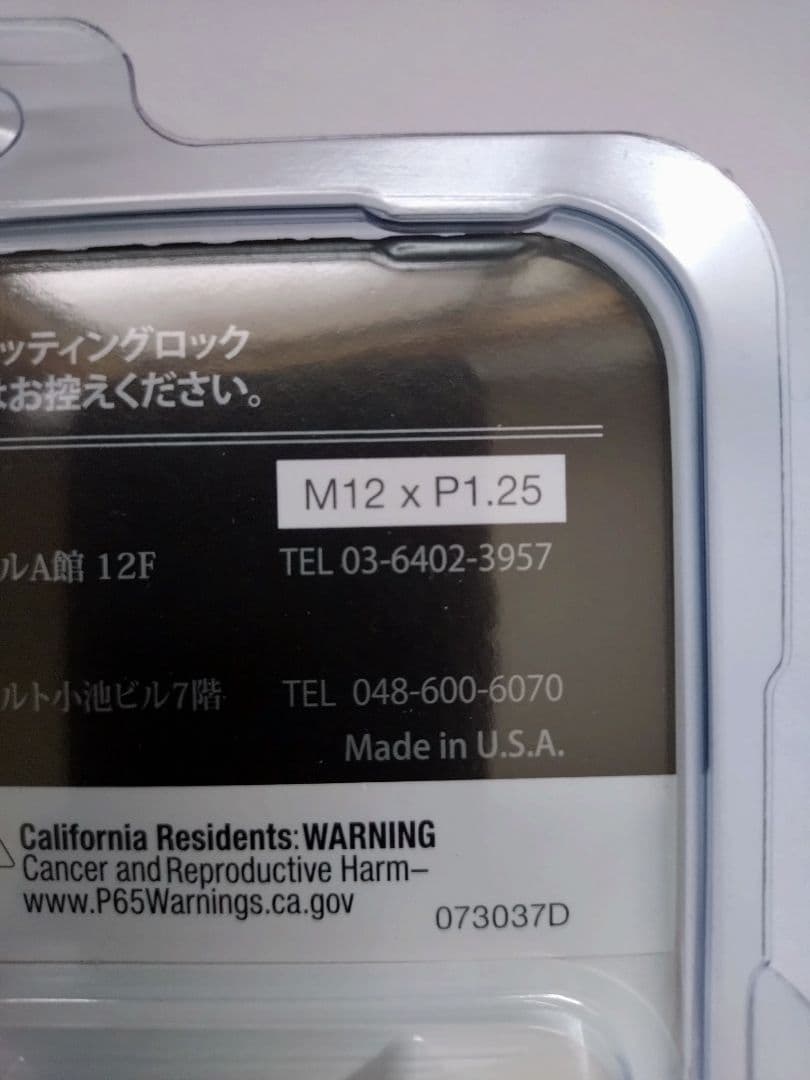 ッティングロック
はお控えください。
M12 x P1.25
ルA館 12F TEL 03-6402-3957
ルト小池ビル7階 TEL 048-600-6070
Made in U.S.A.
California Residents: WARNING
Cancer and Reproductive Harm–
www.P65Warnings.ca.gov
073037D